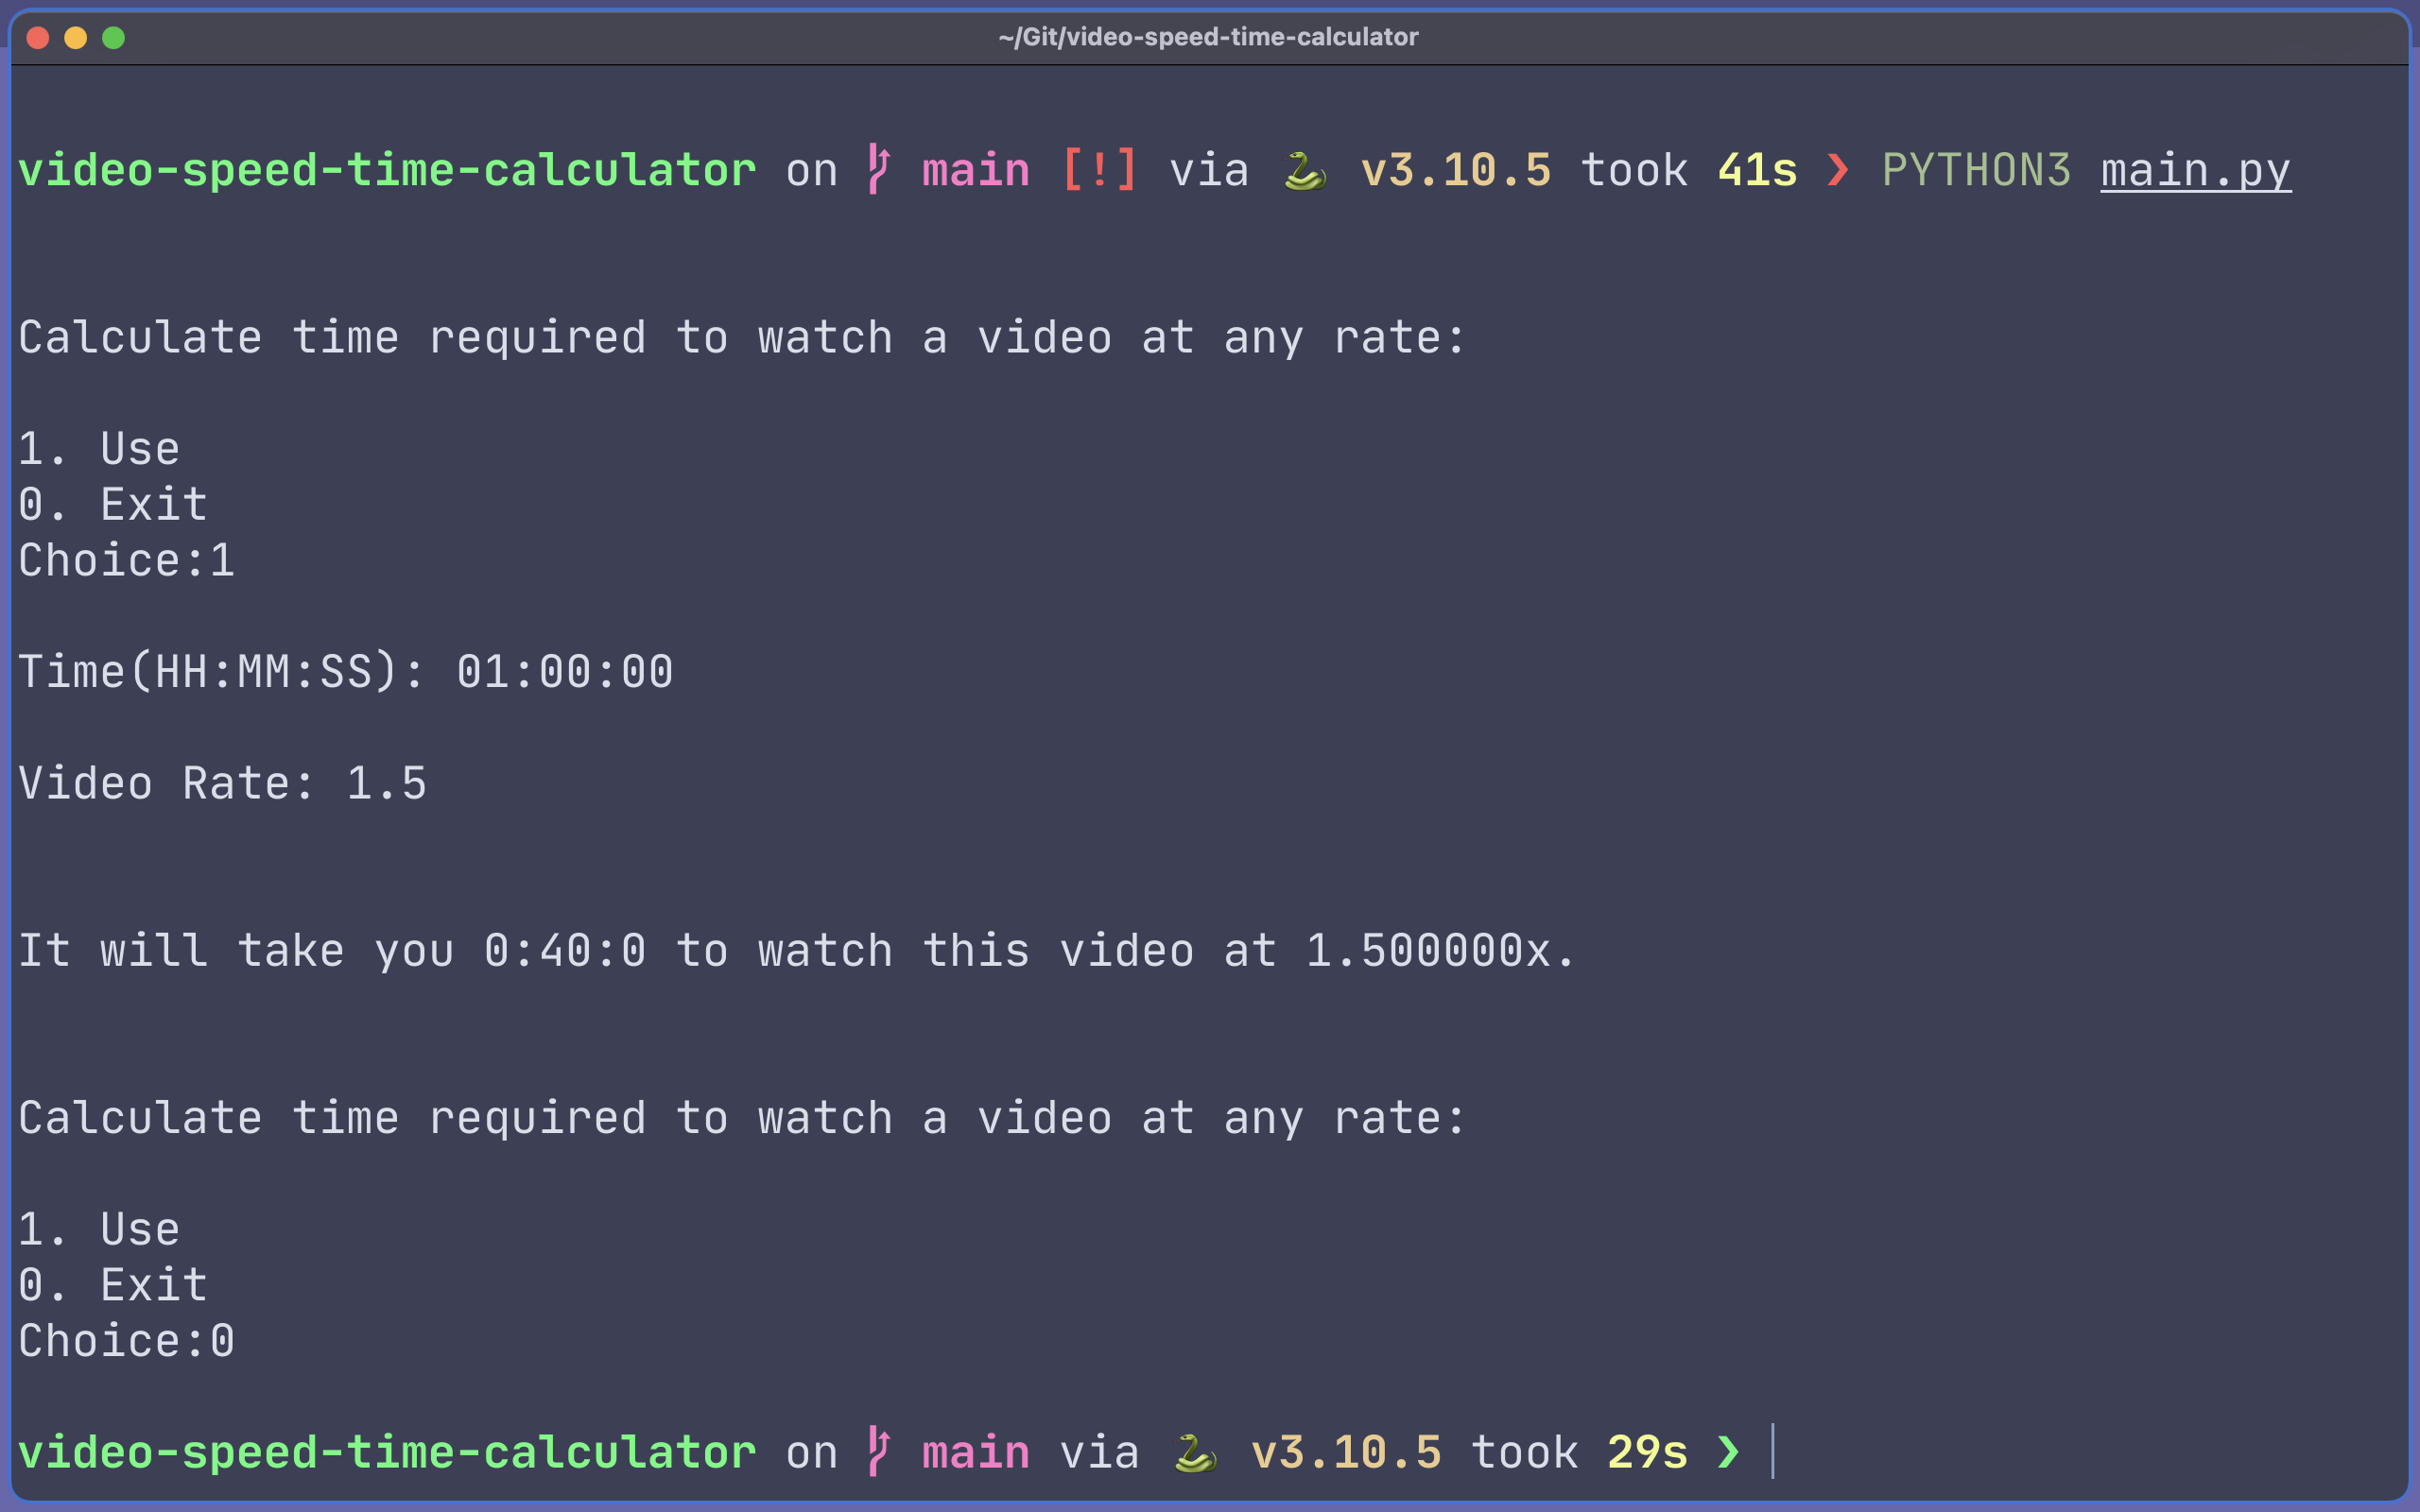 ~/Git/video-speed-time-calculator
video-speed-time-calculator on main [!] via 🐍 v3.10.5 took 41s ❯ PYTHON3 main.py
Calculate time required to watch a video at any rate:
1. Use
0. Exit
Choice:1
Time(HH:MM:SS): 01:00:00
Video Rate: 1.5
It will take you 0:40:0 to watch this video at 1.500000x.
Calculate time required to watch a video at any rate:
1. Use
0. Exit
Choice:0
video-speed-time-calculator on main via 🐍 v3.10.5 took 29s ❯